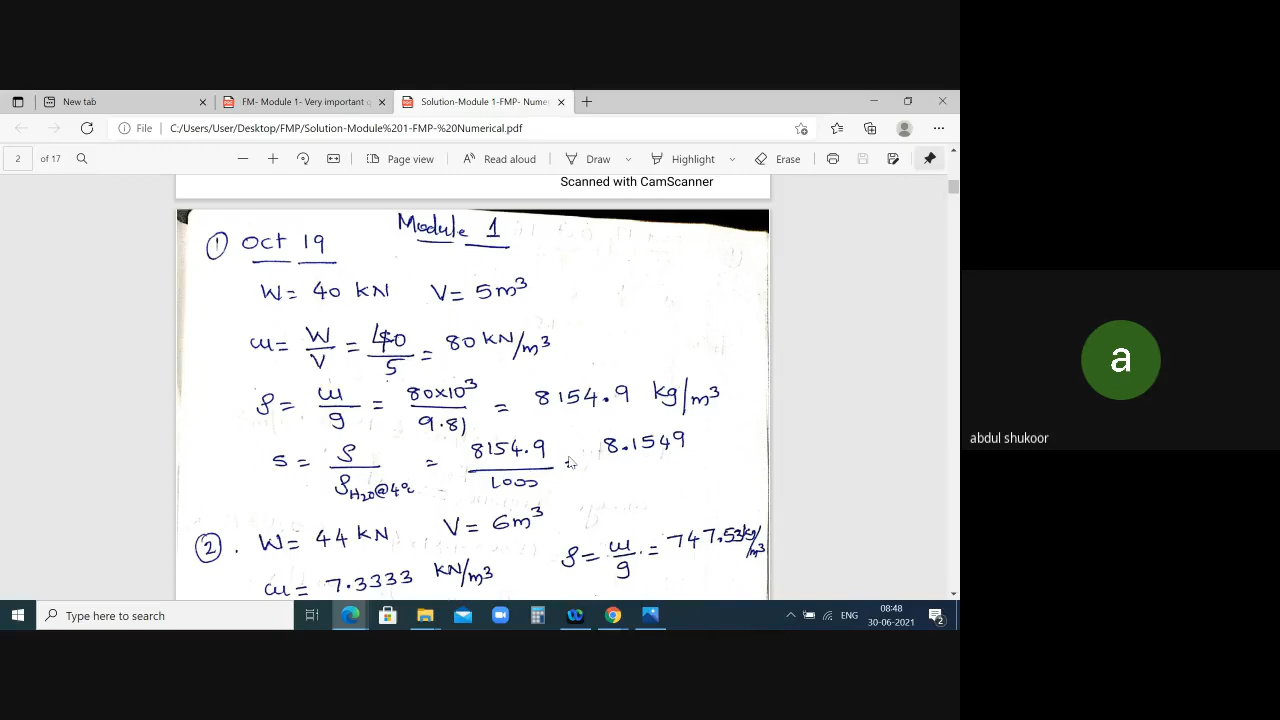 New tab
FM- Module 1- Very important q
Solution-Module 1-FMP- Nume
File
C:/Users/User/Desktop/FMP/Solution-Module%201-FMP-%20Numerical.pdf
2 of 17
Page view
Read aloud
Draw
Highlight
Erase
Scanned with CamScanner
Module 1
① Oct 19
W = 40 KN V = 5m³
ω = W/V = 40/5 = 80 KN/m³
ρ = ω/g = 80×10³/9.81 = 8154.9 kg/m³
S = ρ/ρH₂O@4°c = 8154.9/1000 = 8.1549
② . W = 44 KN V = 6m³
ω = 7.3333 KN/m³ ρ = ω/g = 747.53 kg/m³
a
abdul shukoor
Type here to search
ENG
08:48
30-06-2021
2